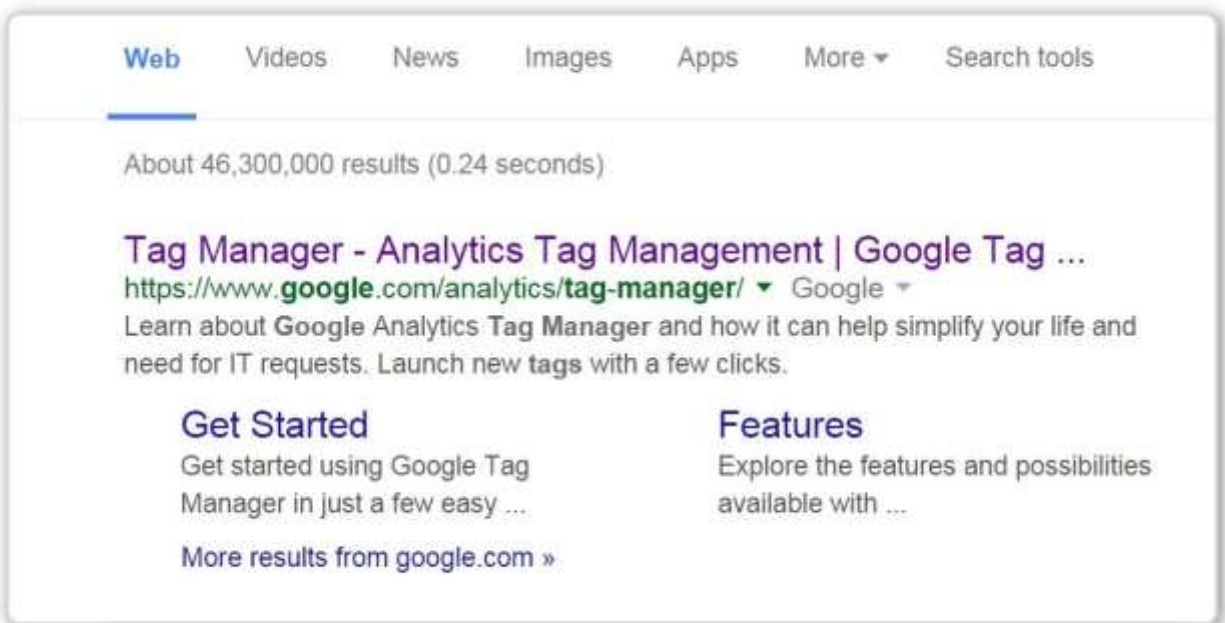 Web Videos News Images Apps More Search tools
About 46,300,000 results (0.24 seconds)
Tag Manager - Analytics Tag Management | Google Tag ...
https://www.google.com/analytics/tag-manager/ Google
Learn about Google Analytics Tag Manager and how it can help simplify your life and
need for IT requests. Launch new tags with a few clicks.
Get Started
Get started using Google Tag
Manager in just a few easy ...
Features
Explore the features and possibilities
available with ...
More results from google.com »